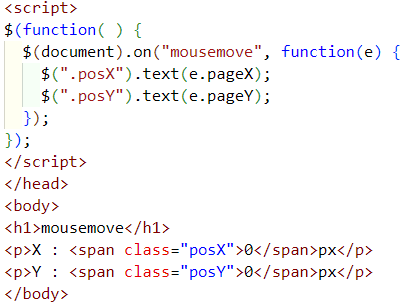 <script>
$(function( ) {
  $(document).on("mousemove", function(e) {
    $(".posX").text(e.pageX);
    $(".posY").text(e.pageY);
  });
});
</script>
</head>
<body>
<h1>mousemove</h1>
<p>X : <span class="posX">0</span>px</p>
<p>Y : <span class="posY">0</span>px</p>
</body>